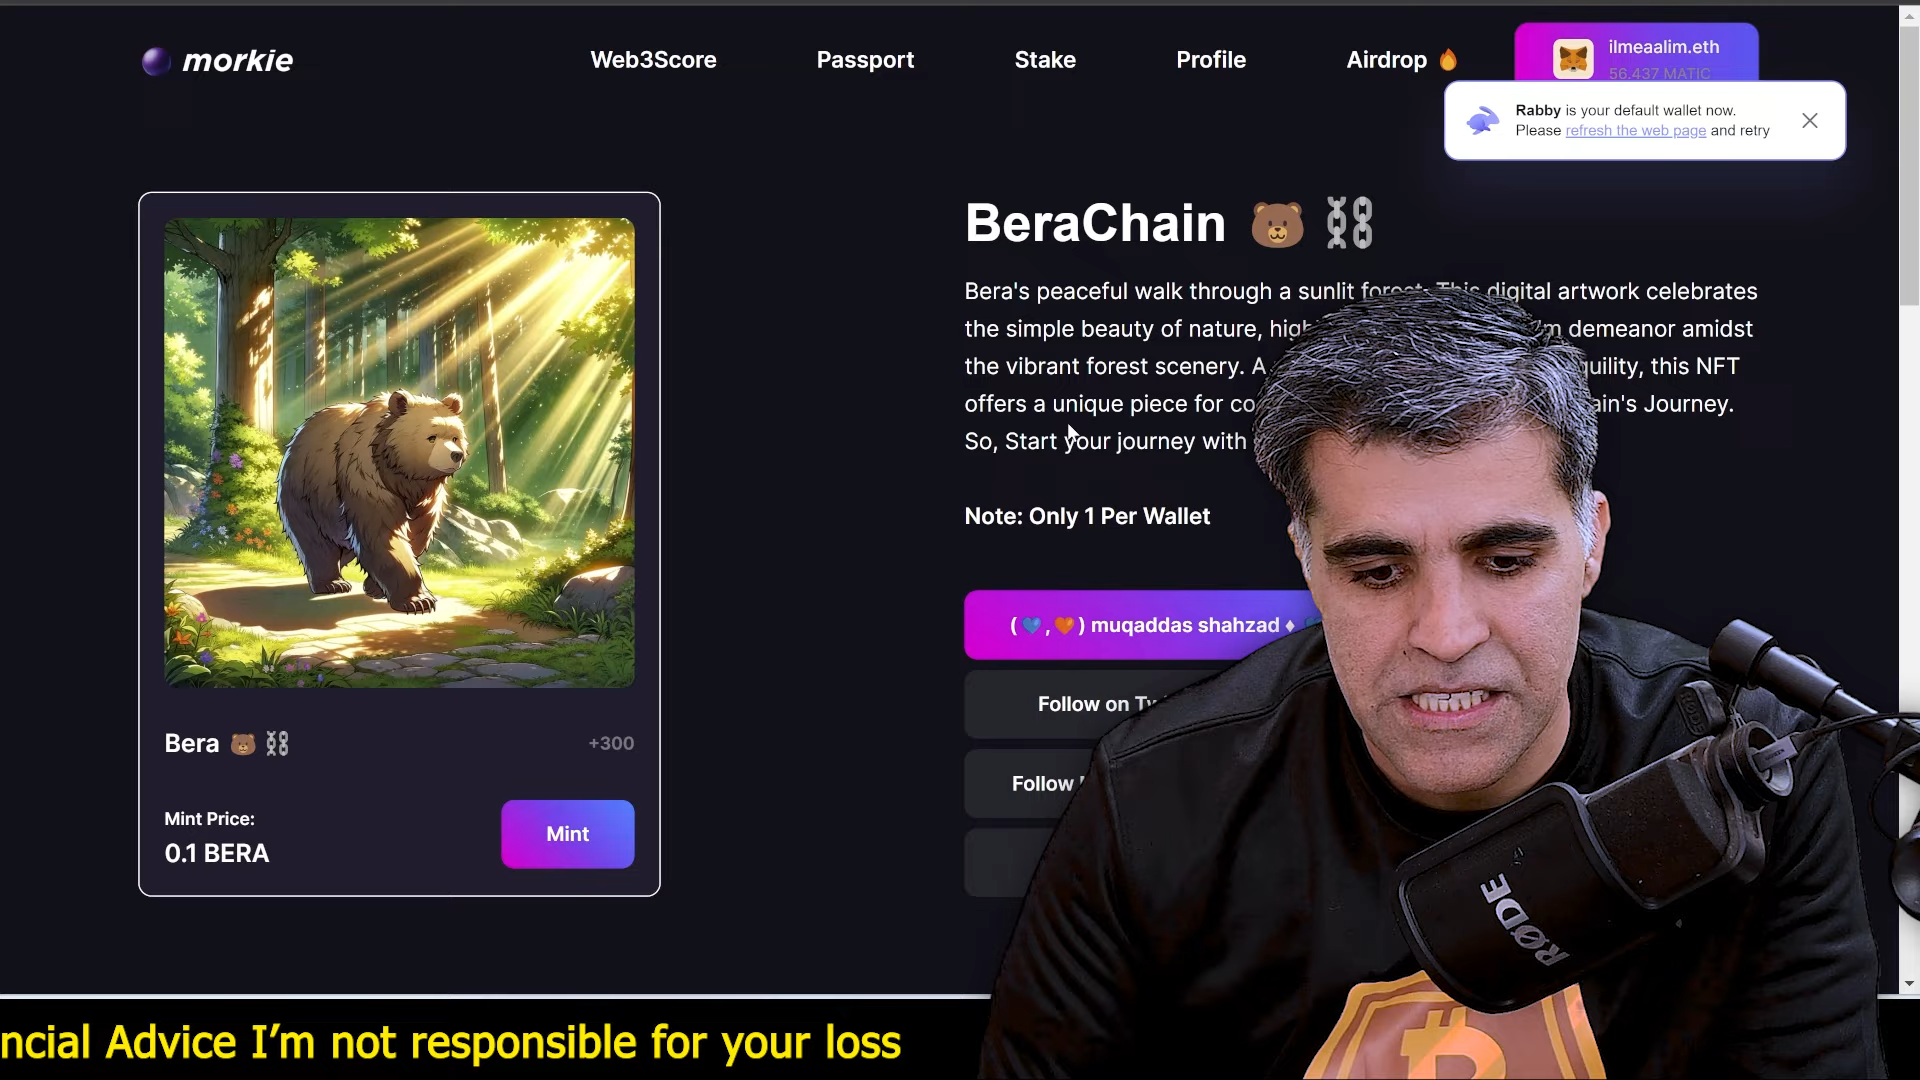 morkie
Web3Score
Passport
Stake
Profile
Airdrop
ilmeaalim.eth
56.437 MATIC
Rabby is your default wallet now.
Please refresh the web page and retry
BeraChain
Bera's peaceful walk through a sunlit forest. This digital artwork celebrates
the simple beauty of nature, demeanor amidst
the vibrant forest scenery. A this NFT
offers a unique piece for Journey.
So, Start your journey with
Note: Only 1 Per Wallet
( , ) muqaddas shahzad
Follow on
Follow
Bera
+300
Mint Price:
0.1 BERA
Mint
RØDE
Advice I'm not responsible for your loss